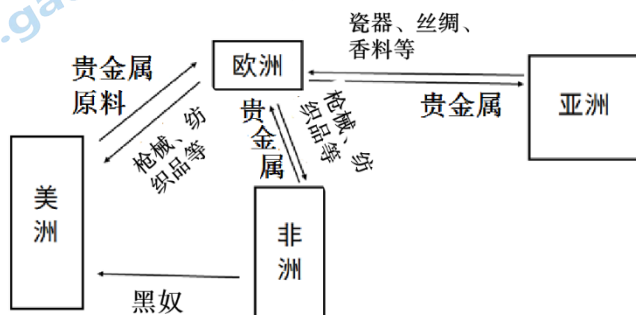 .ga
瓷器、丝绸、
香料等
欧洲
贵金属
原料
贵金属
亚洲
枪械、纺
织品等
贵
金
属
枪械、纺
织品等
美
洲
非
洲
黑奴